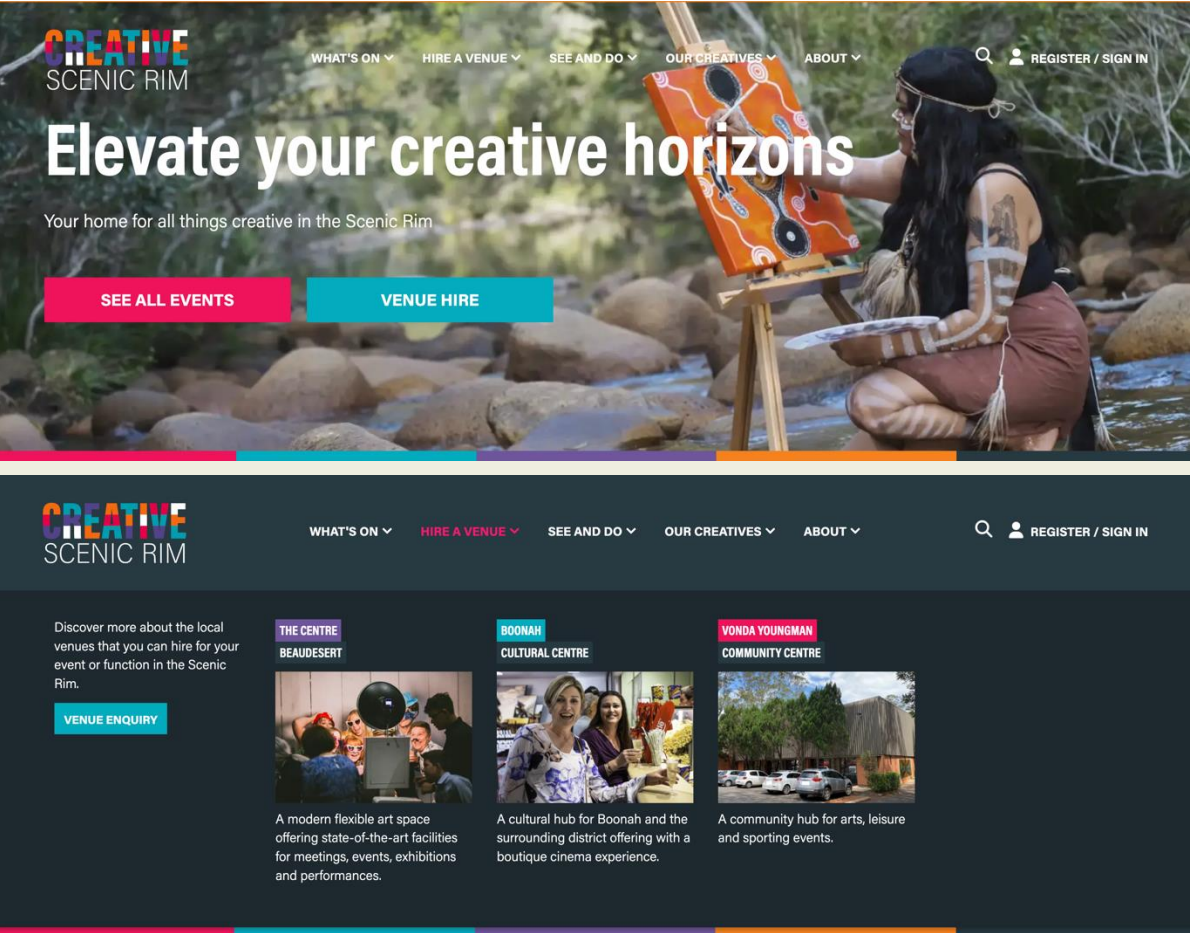 CREATIVE
SCENIC RIM
WHAT'S ON
HIRE A VENUE
SEE AND DO
OUR CREATIVES
ABOUT
REGISTER / SIGN IN
Elevate your creative horizons
Your home for all things creative in the Scenic Rim
SEE ALL EVENTS
VENUE HIRE
CREATIVE
SCENIC RIM
WHAT'S ON
HIRE A VENUE
SEE AND DO
OUR CREATIVES
ABOUT
REGISTER / SIGN IN
Discover more about the local
venues that you can hire for your
event or function in the Scenic
Rim.
VENUE ENQUIRY
THE CENTRE
BEAUDESERT
A modern flexible art space
offering state-of-the-art facilities
for meetings, events, exhibitions
and performances.
BOONAH
CULTURAL CENTRE
A cultural hub for Boonah and the
surrounding district offering with a
boutique cinema experience.
VONDA YOUNGMAN
COMMUNITY CENTRE
A community hub for arts, leisure
and sporting events.